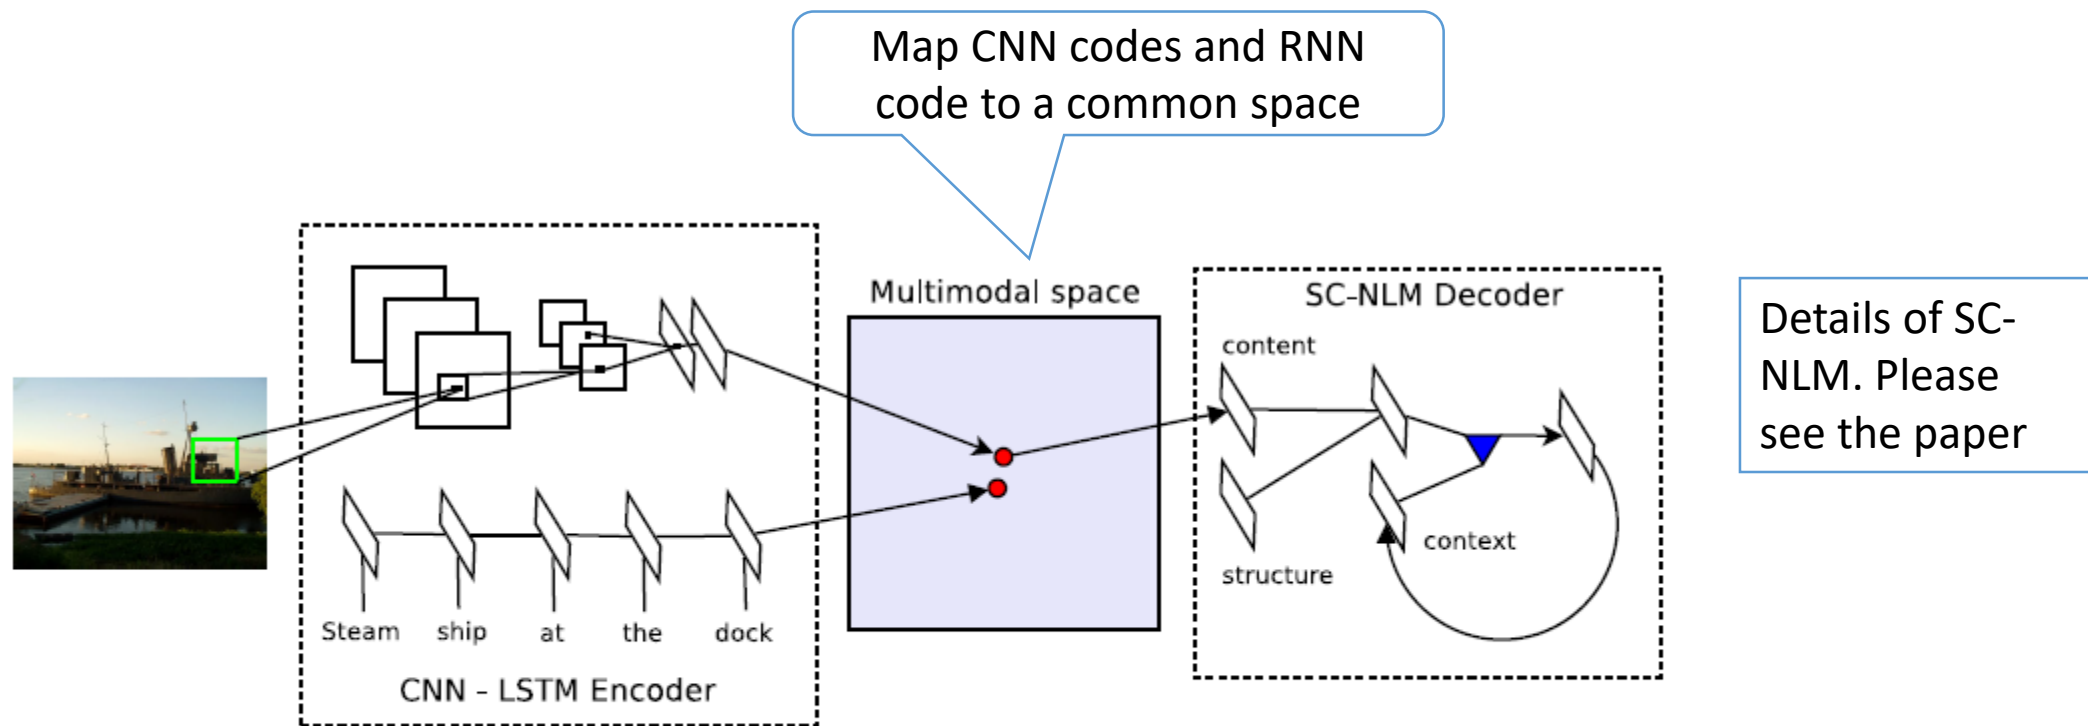 Map CNN codes and RNN
code to a common space
Multimodal space
SC-NLM Decoder
content
structure
context
Steam ship at the dock
CNN - LSTM Encoder
Details of SC-
NLM. Please
see the paper